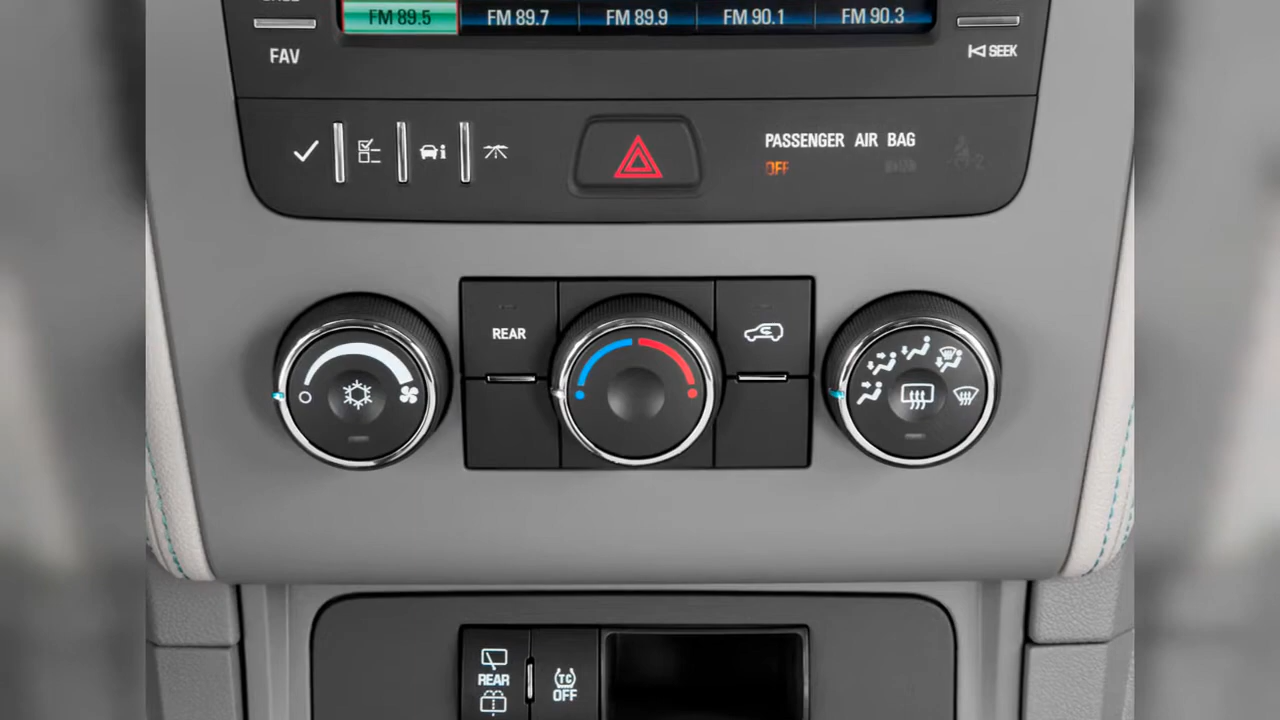 FM 89.5 FM 89.7 FM 89.9 FM 90.1 FM 90.3
FAV
SEEK
PASSENGER AIR BAG
OFF
REAR
REAR
TC
OFF